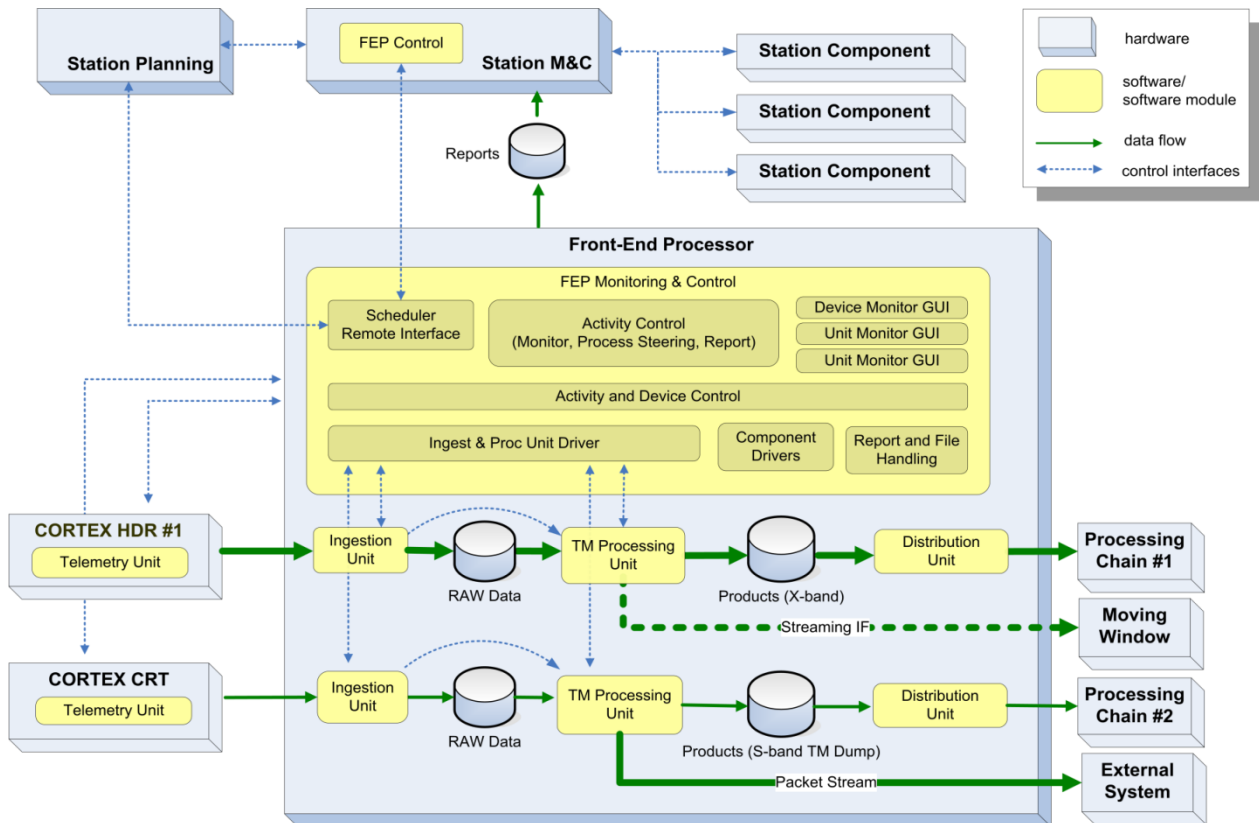 FEP Control
Station Planning
Station M&C
Station Component
Station Component
Station Component
hardware
software/
software module
data flow
control interfaces
Reports
Front-End Processor
FEP Monitoring & Control
Scheduler
Remote Interface
Activity Control
(Monitor, Process Steering, Report)
Device Monitor GUI
Unit Monitor GUI
Unit Monitor GUI
Activity and Device Control
Ingest & Proc Unit Driver
Component
Drivers
Report and File
Handling
CORTEX HDR #1
Telemetry Unit
Ingestion
Unit
RAW Data
TM Processing
Unit
Products (X-band)
Distribution
Unit
Processing
Chain #1
Streaming IF
Moving
Window
CORTEX CRT
Telemetry Unit
Ingestion
Unit
RAW Data
TM Processing
Unit
Products (S-band TM Dump)
Distribution
Unit
Processing
Chain #2
Packet Stream
External
System